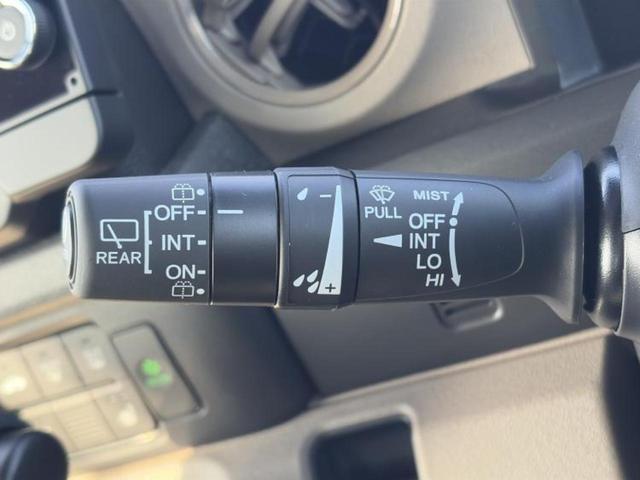 REAR
OFF
INT
ON
−
+
PULL
MIST
OFF
INT
LO
HI